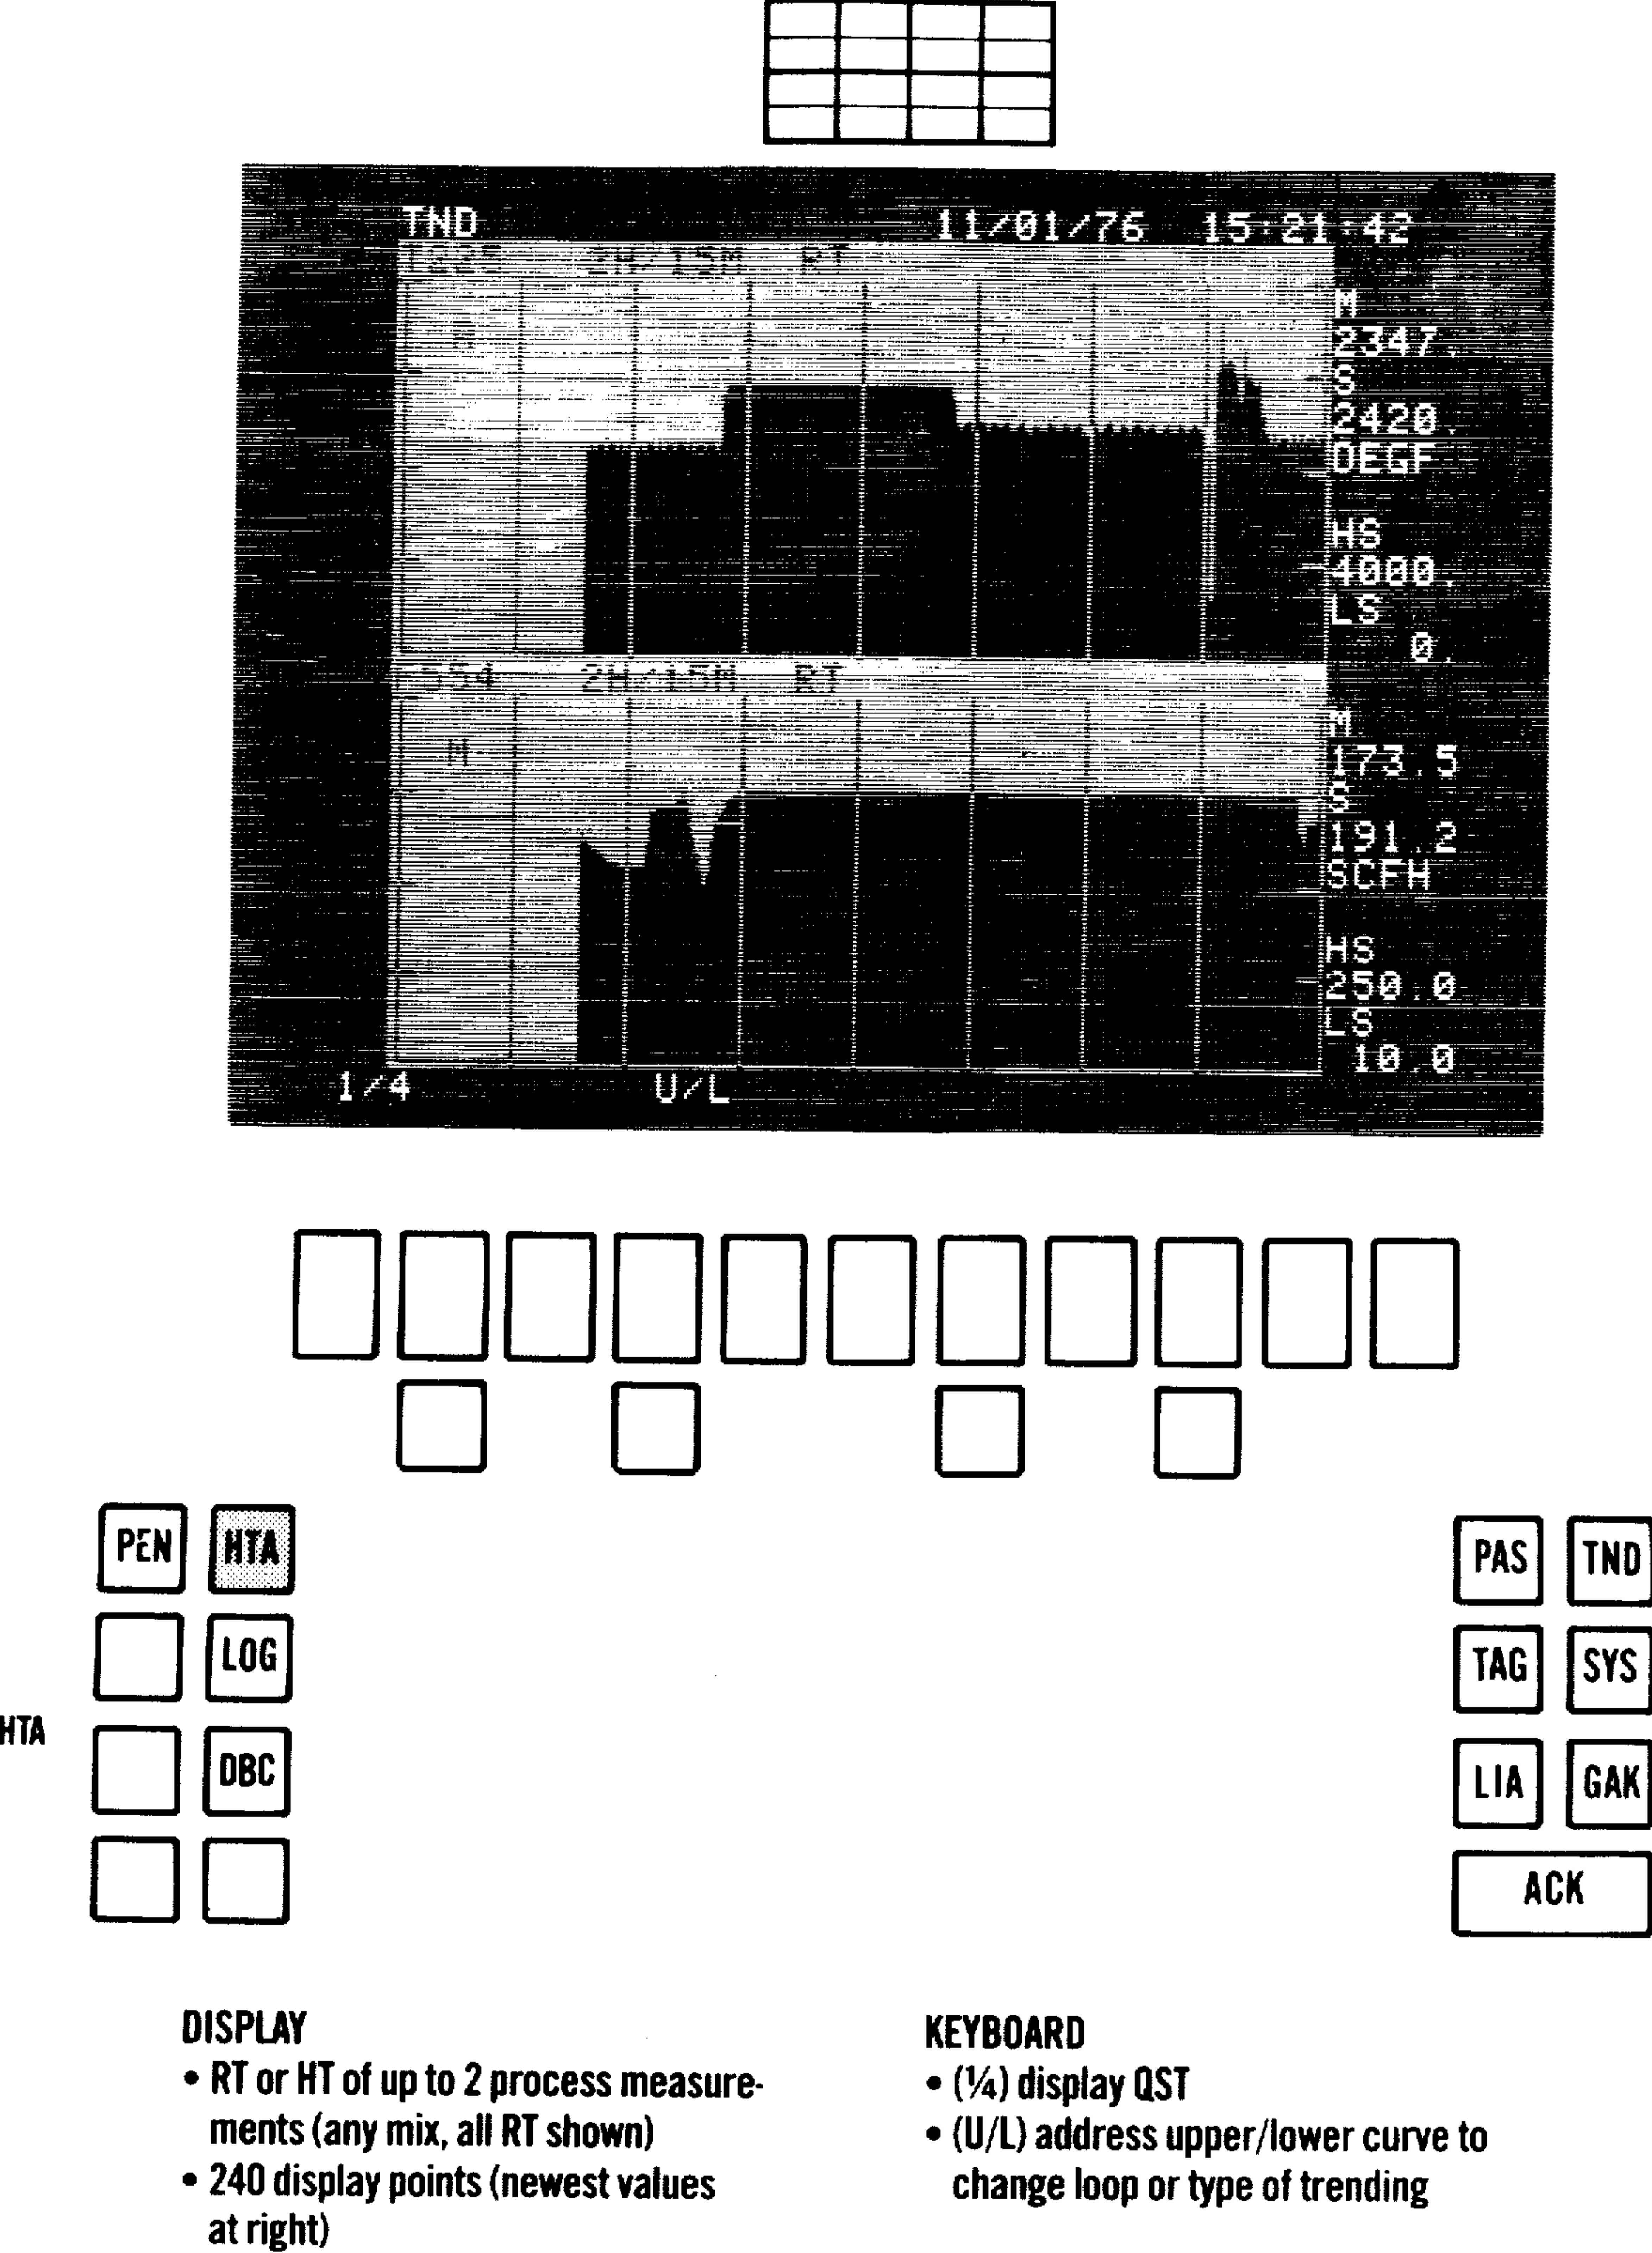 TND 11/01/76 15:21:42
2H/15M RT
M
2347.
S
2420.
DEGF
HS
4000.
LS
0.
554 2H/15M RT
M
M
173.5
S
191.2
SCFH
HS
250.0
LS
10.0
1/4 U/L
PEN HTA
LOG
HTA
DBC
PAS TND
TAG SYS
LIA GAK
ACK
DISPLAY
• RT or HT of up to 2 process measure-
ments (any mix, all RT shown)
• 240 display points (newest values
at right)
KEYBOARD
• (¼) display QST
• (U/L) address upper/lower curve to
change loop or type of trending